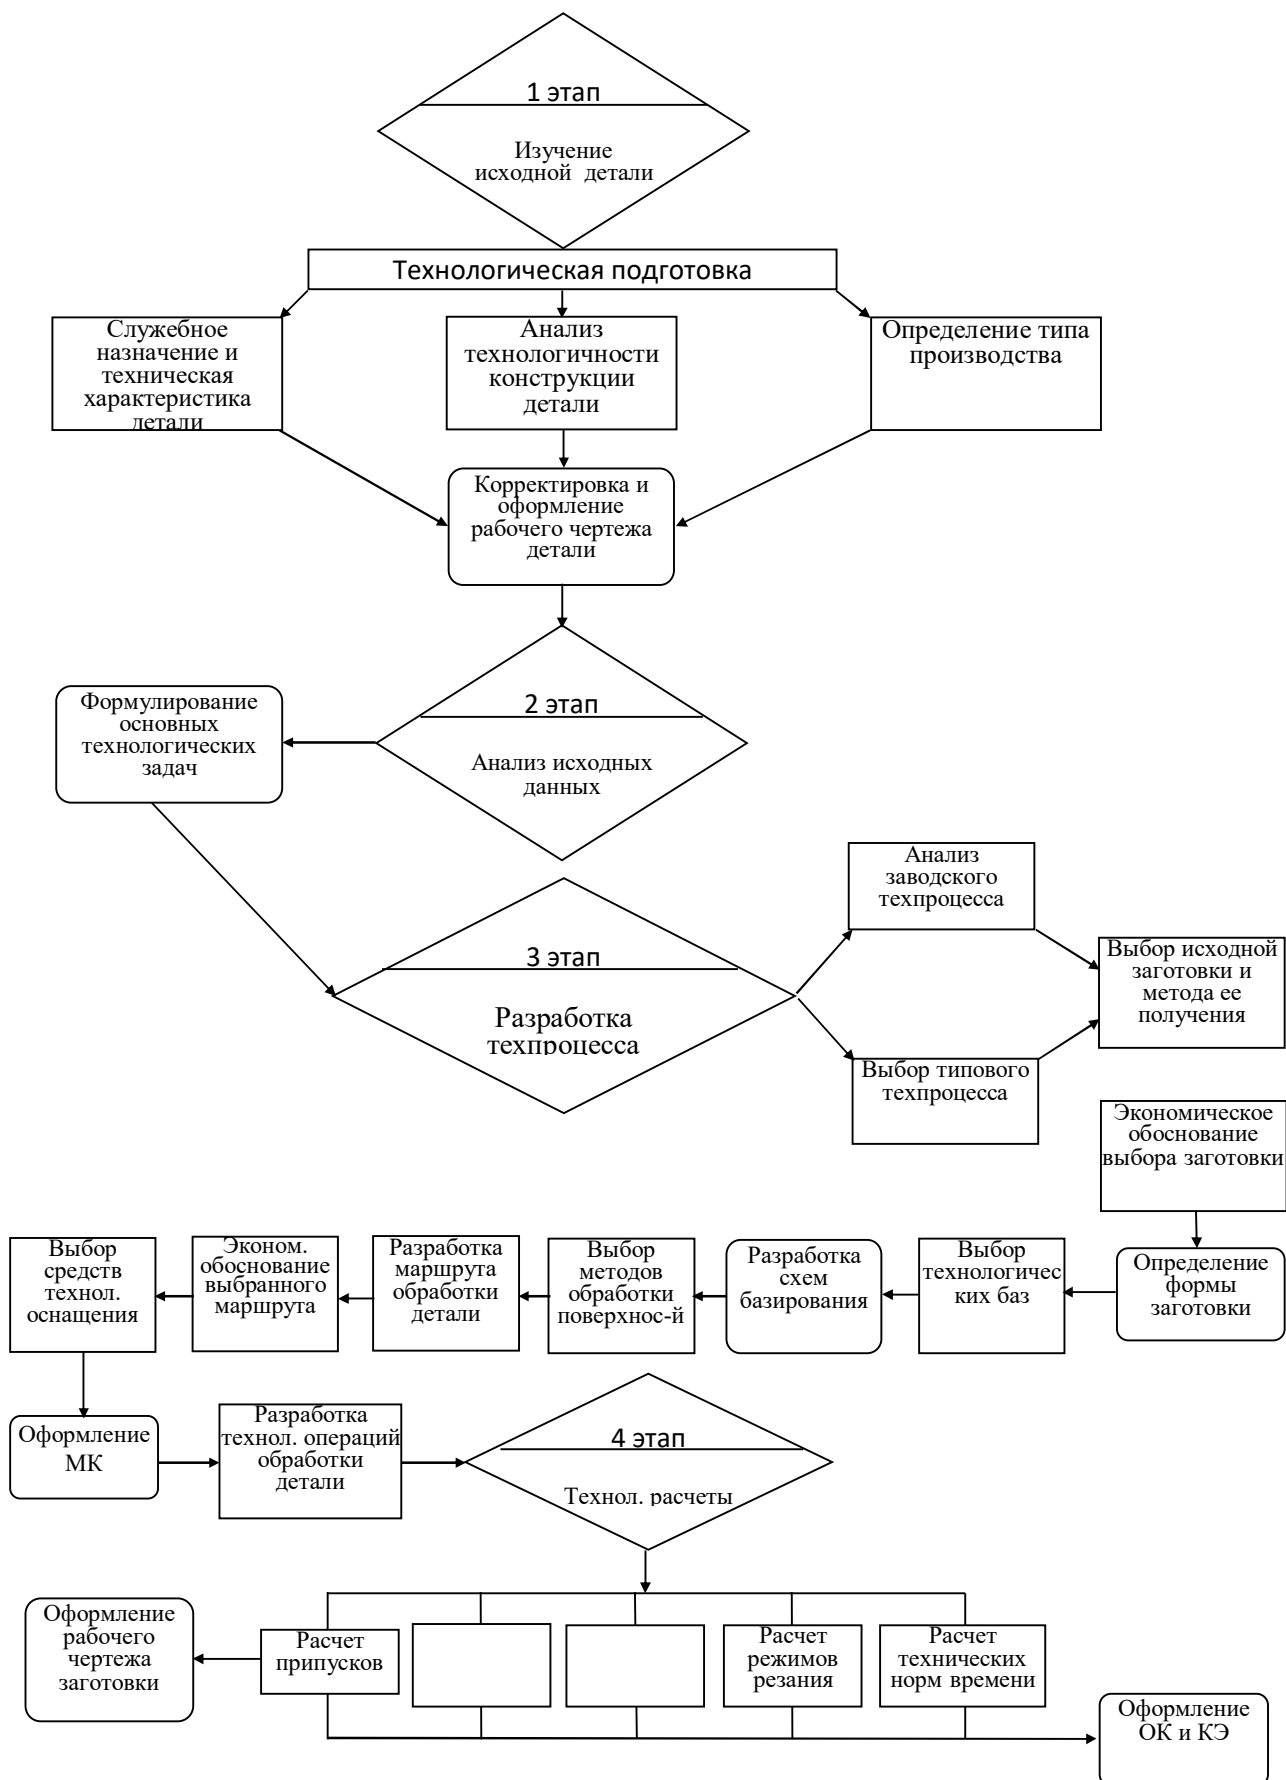 1 этап
Изучение
исходной детали
Технологическая подготовка
Служебное
назначение и
техническая
характеристика
детали
Анализ
технологичности
конструкции
детали
Определение типа
производства
Корректировка и
оформление
рабочего чертежа
детали
2 этап
Анализ исходных
данных
Формулирование
основных
технологических
задач
3 этап
Разработка
техпроцесса
Анализ
заводского
техпроцесса
Выбор исходной
заготовки и
метода ее
получения
Выбор типового
техпроцесса
Экономическое
обоснование
выбора заготовки
Выбор
средств
технол.
оснащения
Эконом.
обоснование
выбранного
маршрута
Разработка
маршрута
обработки
детали
Выбор
методов
обработки
поверхнос-й
Разработка
схем
базирования
Выбор
технологичес
ких баз
Определение
формы
заготовки
Оформление
МК
Разработка
технол. операций
обработки
детали
4 этап
Технол. расчеты
Оформление
рабочего
чертежа
заготовки
Расчет
припусков
Расчет
режимов
резания
Расчет
технических
норм времени
Оформление
ОК и КЭ